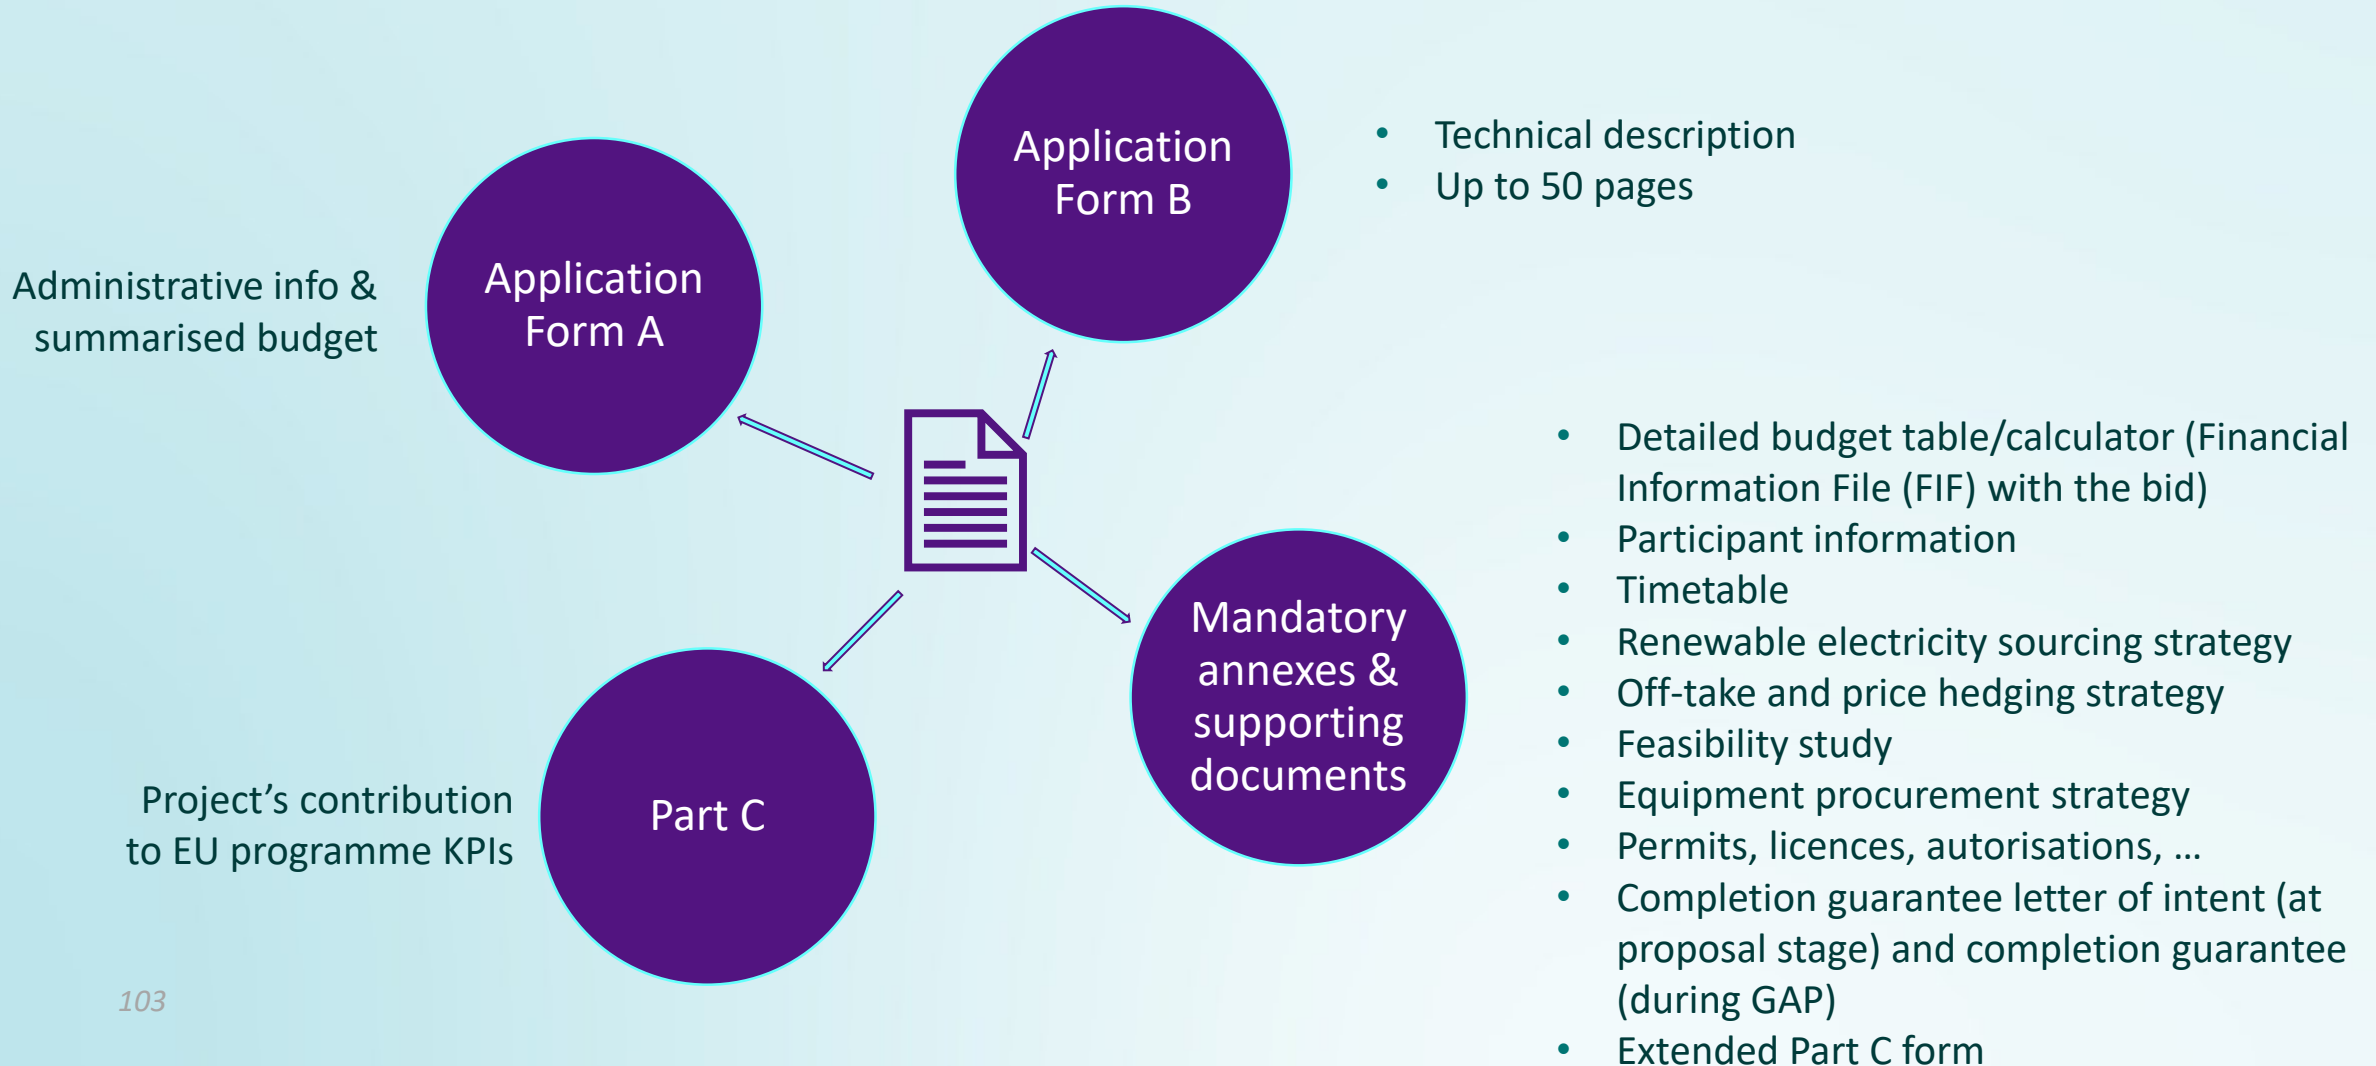 Application
Form B
• Technical description
• Up to 50 pages
Administrative info &
summarised budget
Application
Form A
Mandatory
annexes &
supporting
documents
• Detailed budget table/calculator (Financial
Information File (FIF) with the bid)
• Participant information
• Timetable
• Renewable electricity sourcing strategy
• Off-take and price hedging strategy
• Feasibility study
• Equipment procurement strategy
• Permits, licences, autorisations, ...
• Completion guarantee letter of intent (at
proposal stage) and completion guarantee
(during GAP)
• Extended Part C form
Project’s contribution
to EU programme KPIs
Part C
103